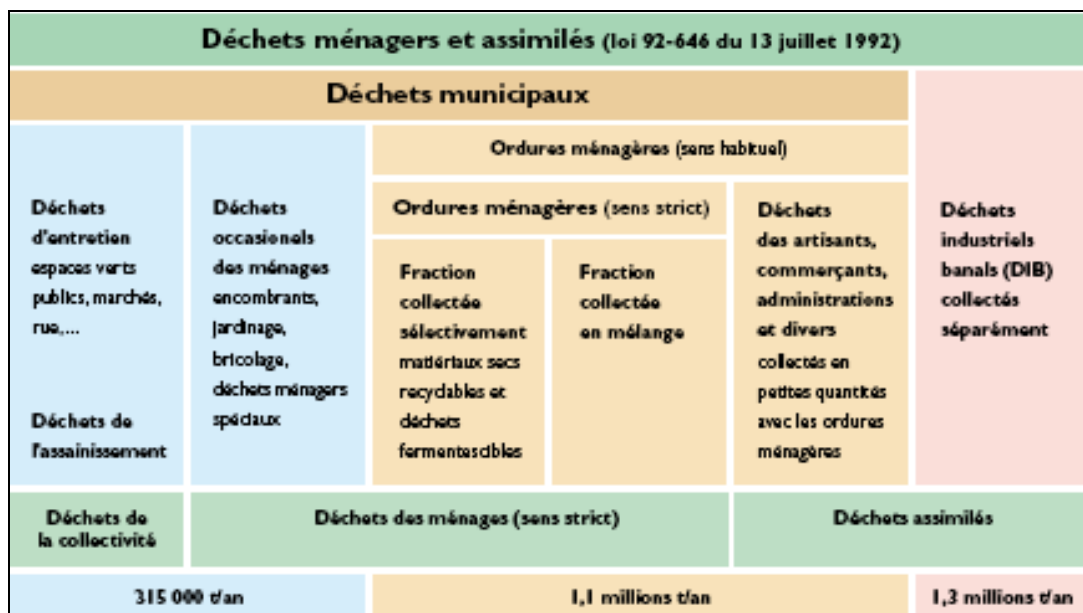 Déchets ménagers et assimilés (loi 92-646 du 13 juillet 1992)
Déchets municipaux
Ordures ménagères (sens habituel)
Ordures ménagères (sens strict)
Déchets
d'entretien
espaces verts
publics, marchés,
rue,...
Déchets de
l'assainissement
Déchets
occasionels
des ménages
encombrants,
jardinage,
bricolage,
déchets ménagers
spéciaux
Fraction
collectée
sélectivement
matériaux secs
recyclables et
déchets
fermentescibles
Fraction
collectée
en mélange
Déchets
des artisants,
commerçants,
administrations
et divers
collectés en
petites quantités
avec les ordures
ménagères
Déchets
industriels
banals (DIB)
collectés
séparément
Déchets de
la collectivité
Déchets des ménages (sens strict)
Déchets assimilés
315 000 t/an
1,1 millions t/an
1,3 millions t/an